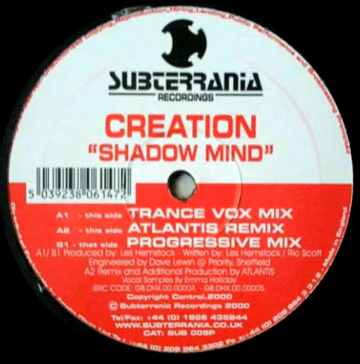 SUBTERRANIA
RECORDINGS
CREATION
"SHADOW MIND"
5 039238 061472
A1 - this side TRANCE VOX MIX
A2 - this side ATLANTIS REMIX
B1 - that side PROGRESSIVE MIX
A1/ B1 Produced by: Les Hemstock - Written by: Les Hemstock / Ric Scott
Engineered by Dave Lewin @ Priority, Sheffield
A2 Remix and Additional Production by ATLANTIS
Vocal Samples By Emma Halliday
Copyright Control.2000
Subterrania Recordings 2000
Tel/Fax: +44 (0) 1926 435844
WWW.SUBTERRANIA.CO.UK
CAT: SUB 009P